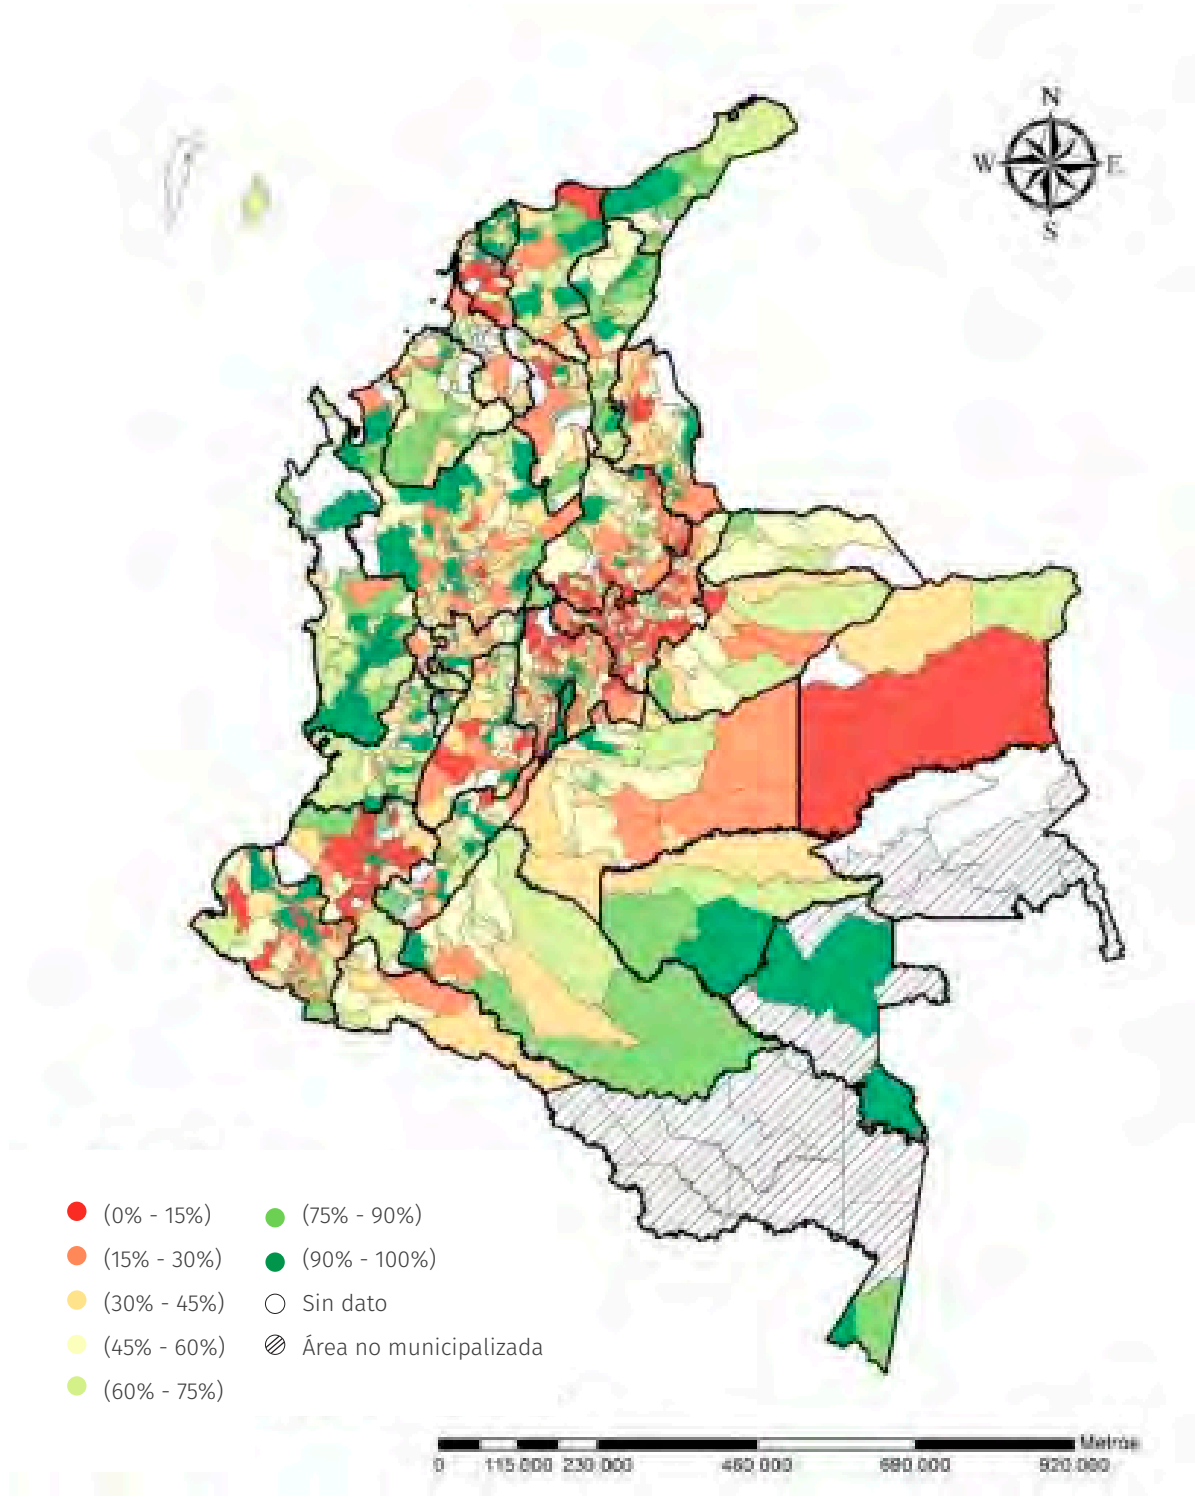 N
W
E
S
(0% - 15%)
(15% - 30%)
(30% - 45%)
(45% - 60%)
(60% - 75%)
(75% - 90%)
(90% - 100%)
Sin dato
Área no municipalizada
Metros
0 115.000 230.000 460.000 690.000 920.000